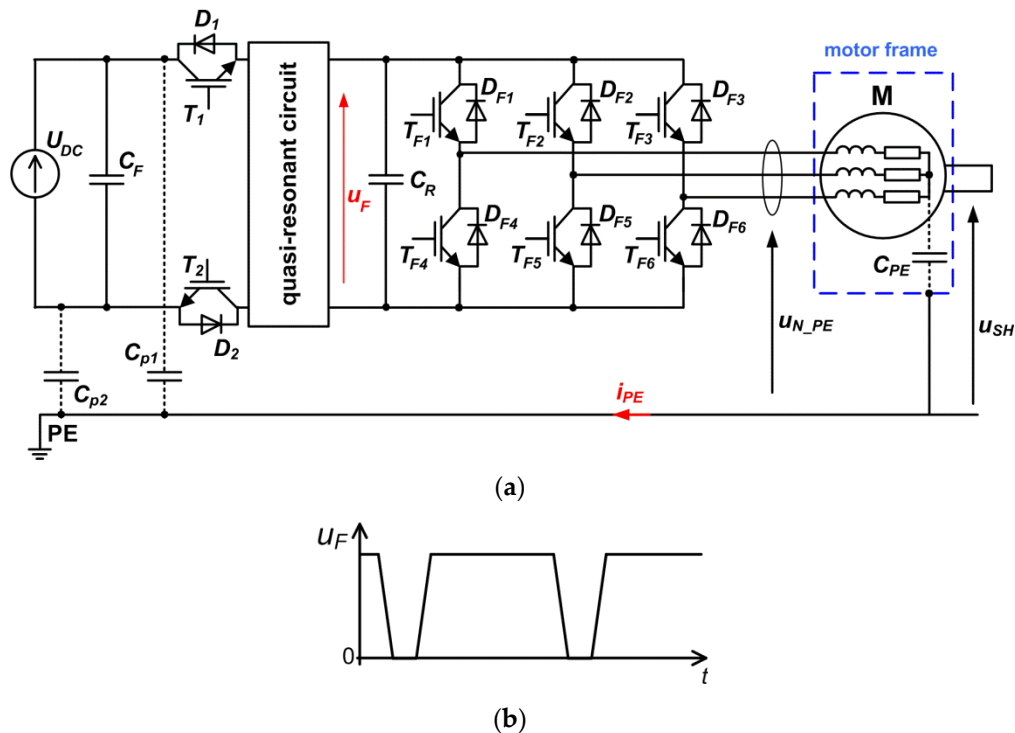 D1
T1
UDC
CF
T2
D2
Cp1
Cp2
PE
quasi-resonant circuit
uF
CR
TF1
DF1
TF2
DF2
TF3
DF3
TF4
DF4
TF5
DF5
TF6
DF6
motor frame
M
CPE
uN_PE
uSH
iPE
(a)
uF
0
t
(b)